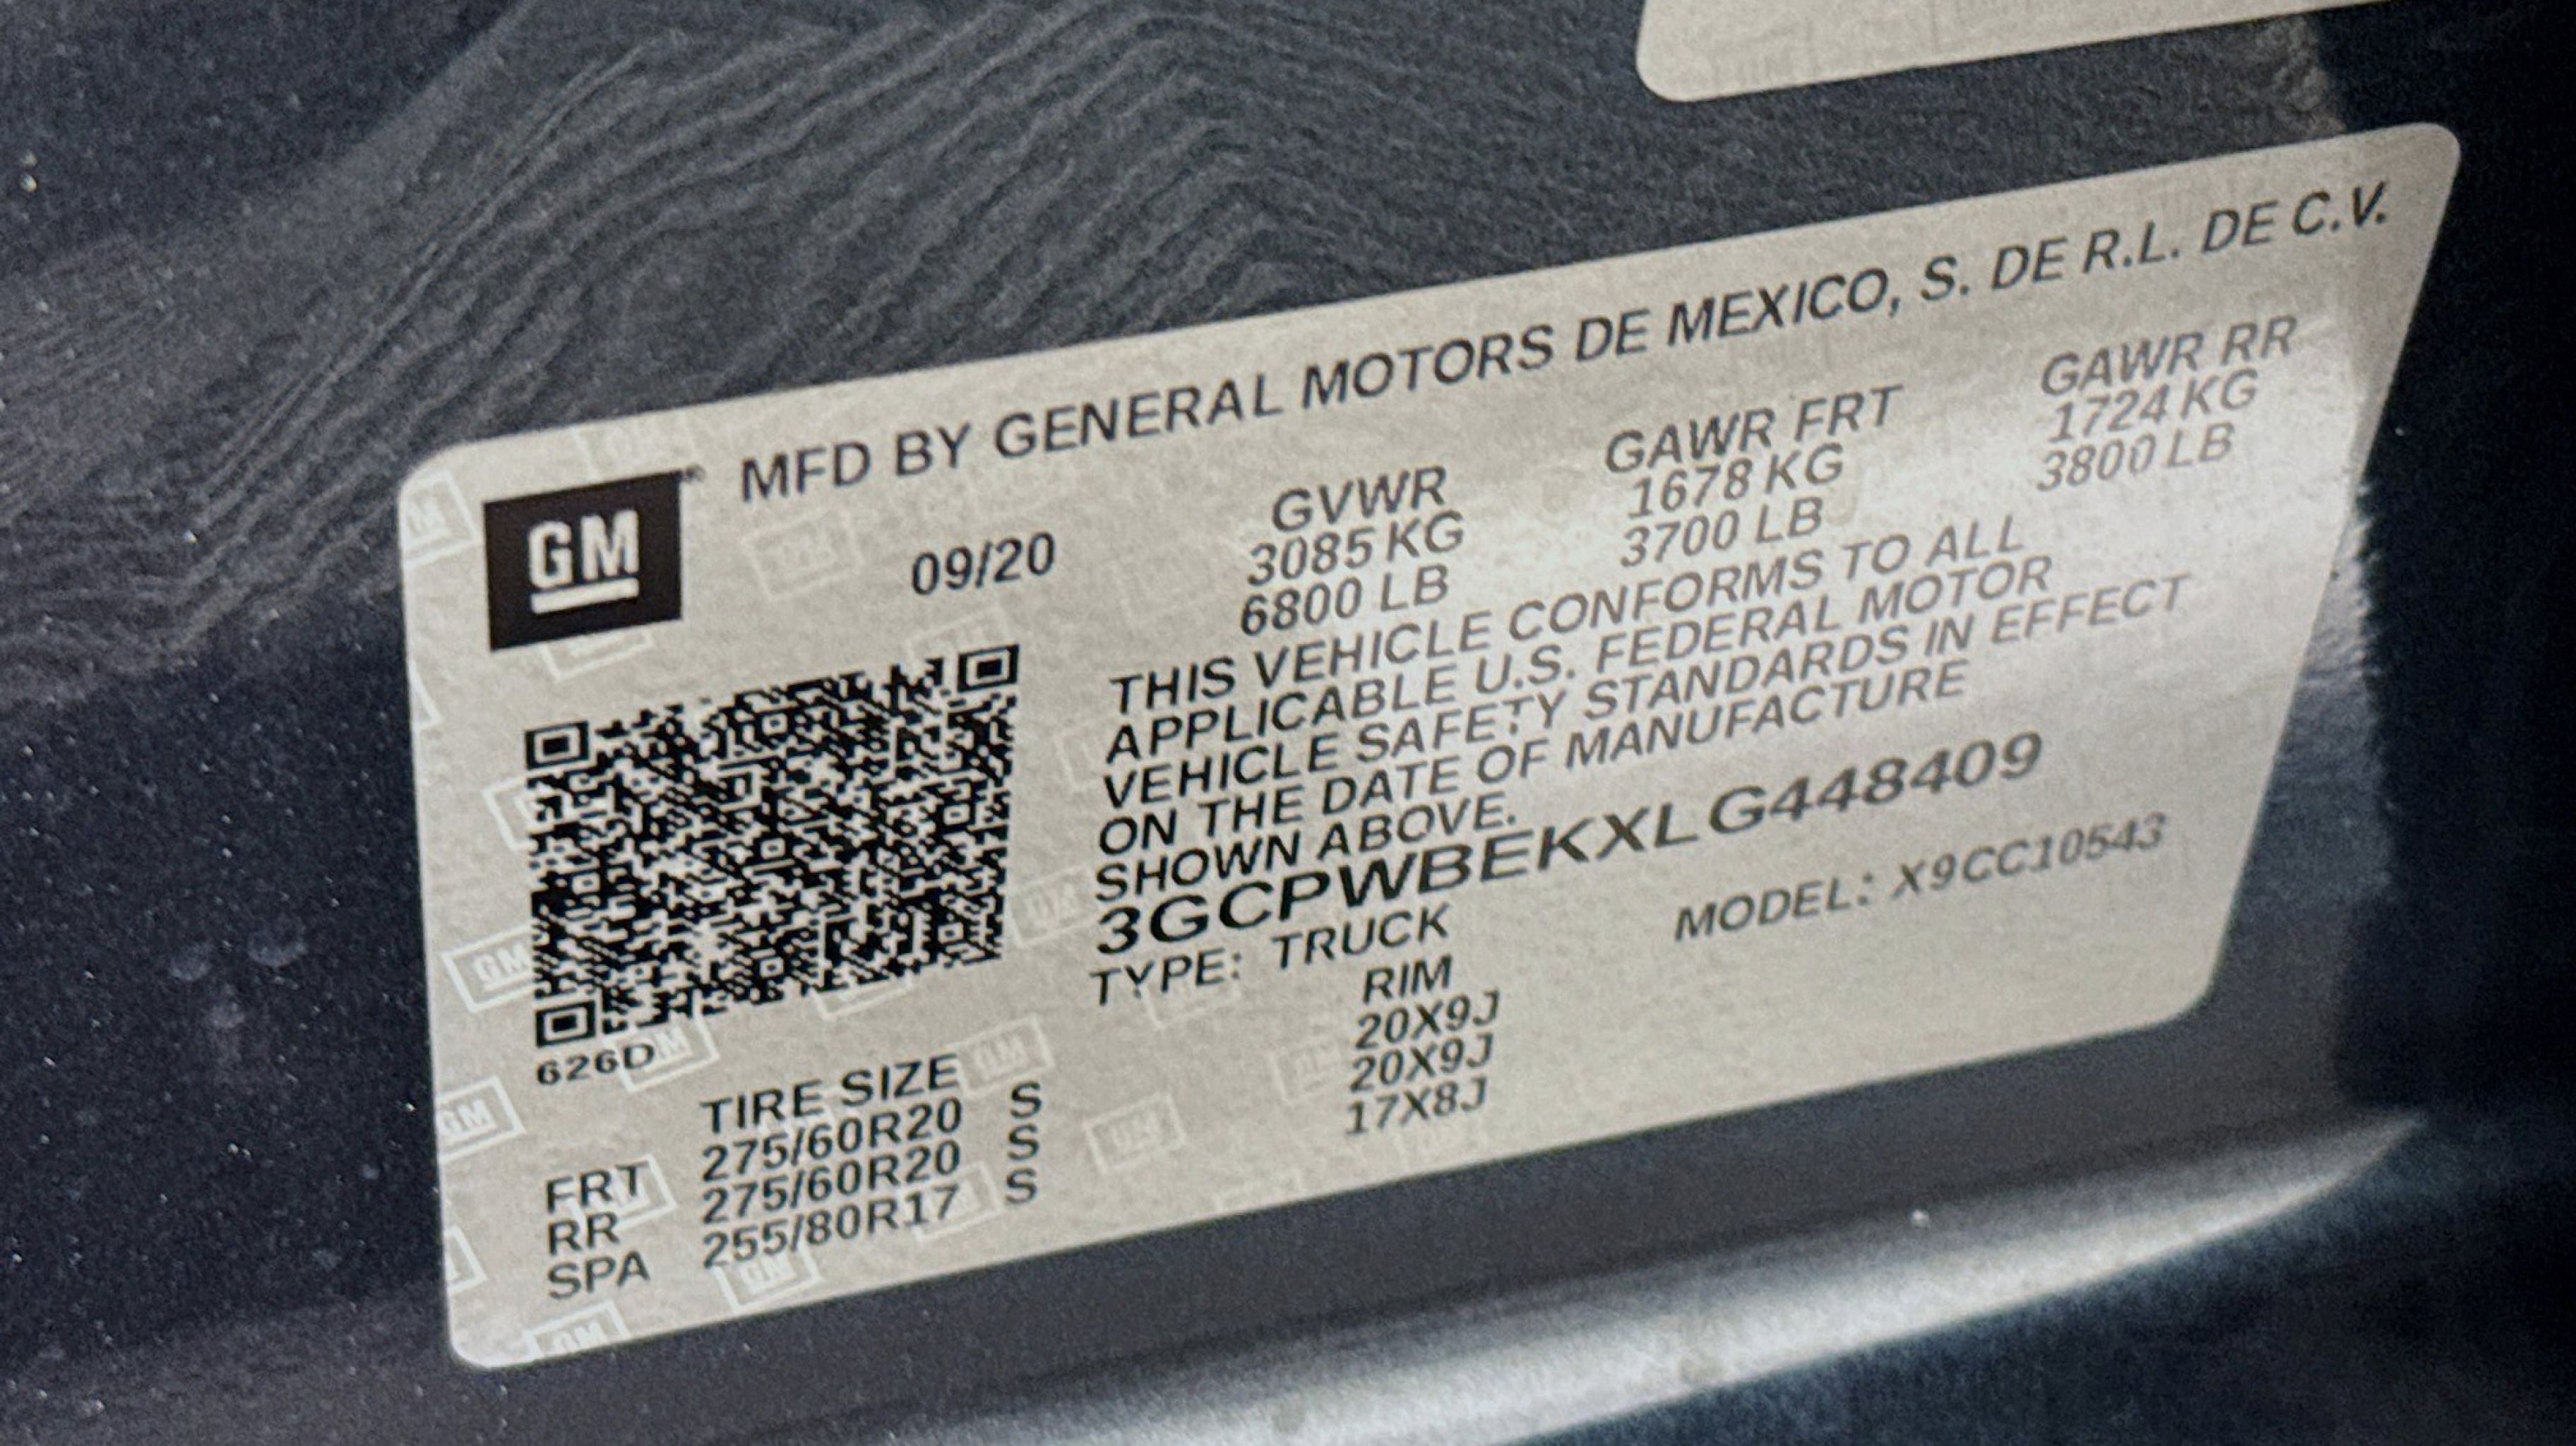 GM
MFD BY GENERAL MOTORS DE MEXICO, S. DE R.L. DE C.V.
09/20
GVWR GAWR FRT GAWR RR
3085 KG 1678 KG 1724 KG
6800 LB 3700 LB 3800 LB
THIS VEHICLE CONFORMS TO ALL
APPLICABLE U.S. FEDERAL MOTOR
VEHICLE SAFETY STANDARDS IN EFFECT
ON THE DATE OF MANUFACTURE
SHOWN ABOVE.
3GCPWBEKXLG448409
TYPE: TRUCK MODEL: X9CC10543
626D
TIRE SIZE RIM
FRT 275/60R20 S 20X9J
RR 275/60R20 S 20X9J
SPA 255/80R17 S 17X8J